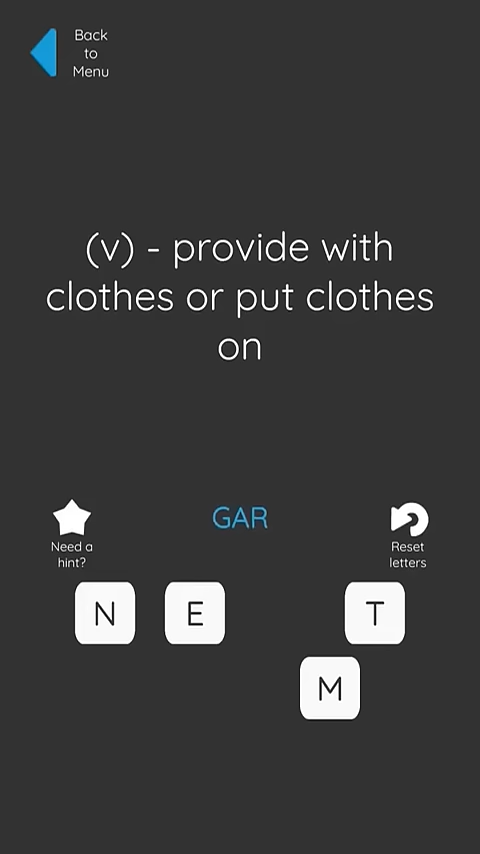 Back
to
Menu
(v) - provide with
clothes or put clothes
on
GAR
Need a
hint?
Reset
letters
N E T
M